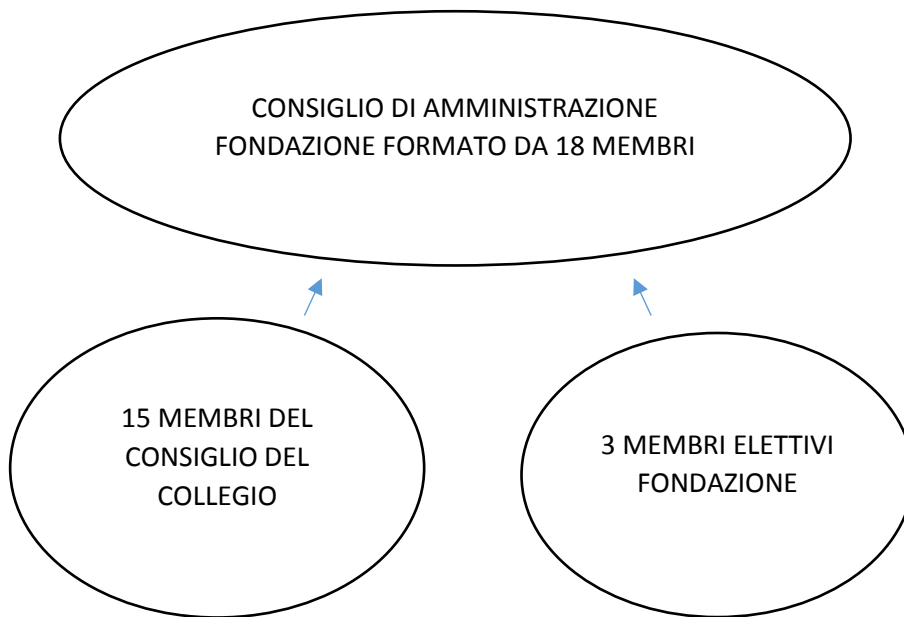 CONSIGLIO DI AMMINISTRAZIONE
FONDAZIONE FORMATO DA 18 MEMBRI
15 MEMBRI DEL
CONSIGLIO DEL
COLLEGIO
3 MEMBRI ELETTIVI
FONDAZIONE